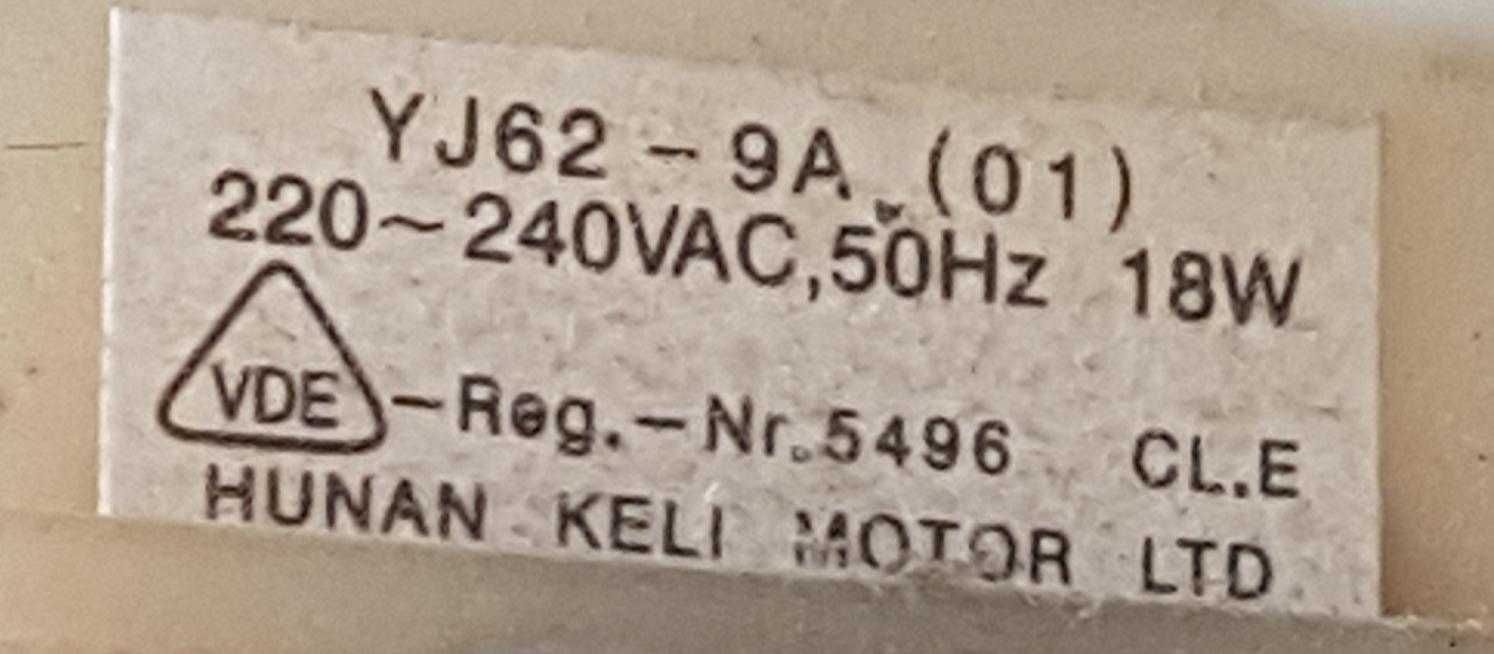 YJ62-9A (01)
220~240VAC,50Hz 18W
VDE -Reg.-Nr.5496 CL.E
HUNAN KELI MOTOR LTD